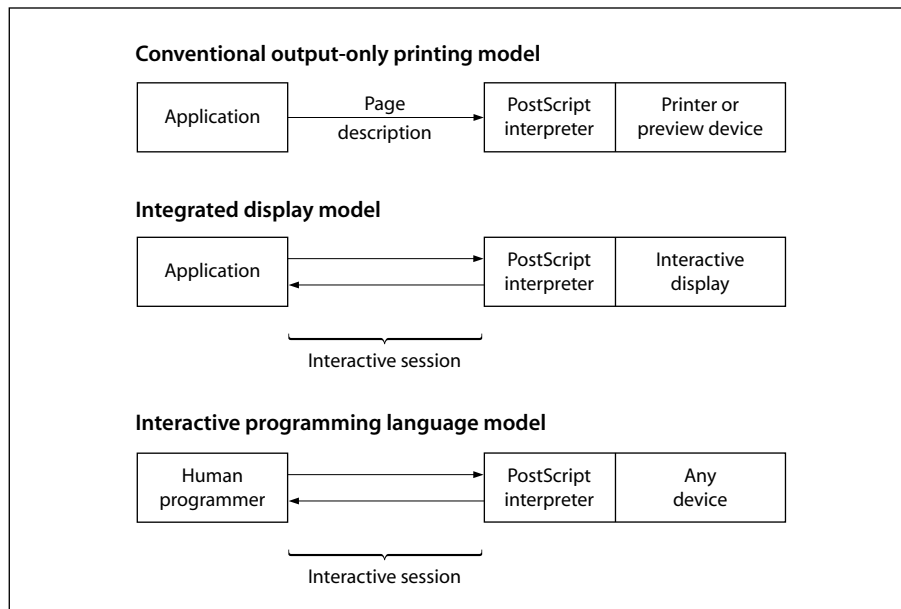 Conventional output-only printing model
Application
Page
description
PostScript
interpreter
Printer or
preview device
Integrated display model
Application
PostScript
interpreter
Interactive
display
Interactive session
Interactive programming language model
Human
programmer
PostScript
interpreter
Any
device
Interactive session